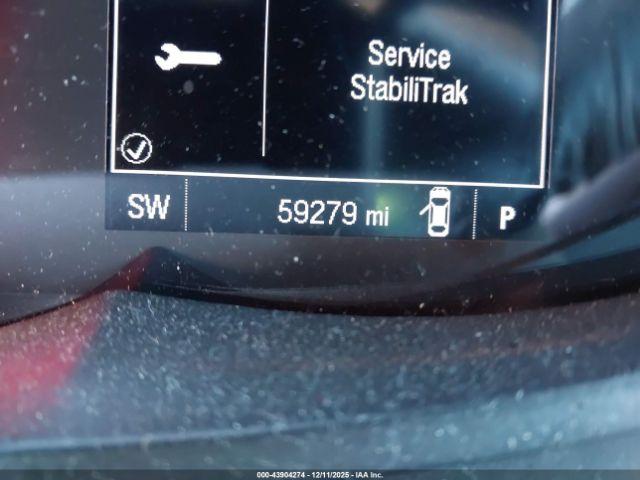 Service
StabiliTrak
SW 59279 mi P
000-43904274 - 12/11/2025 - IAA Inc.